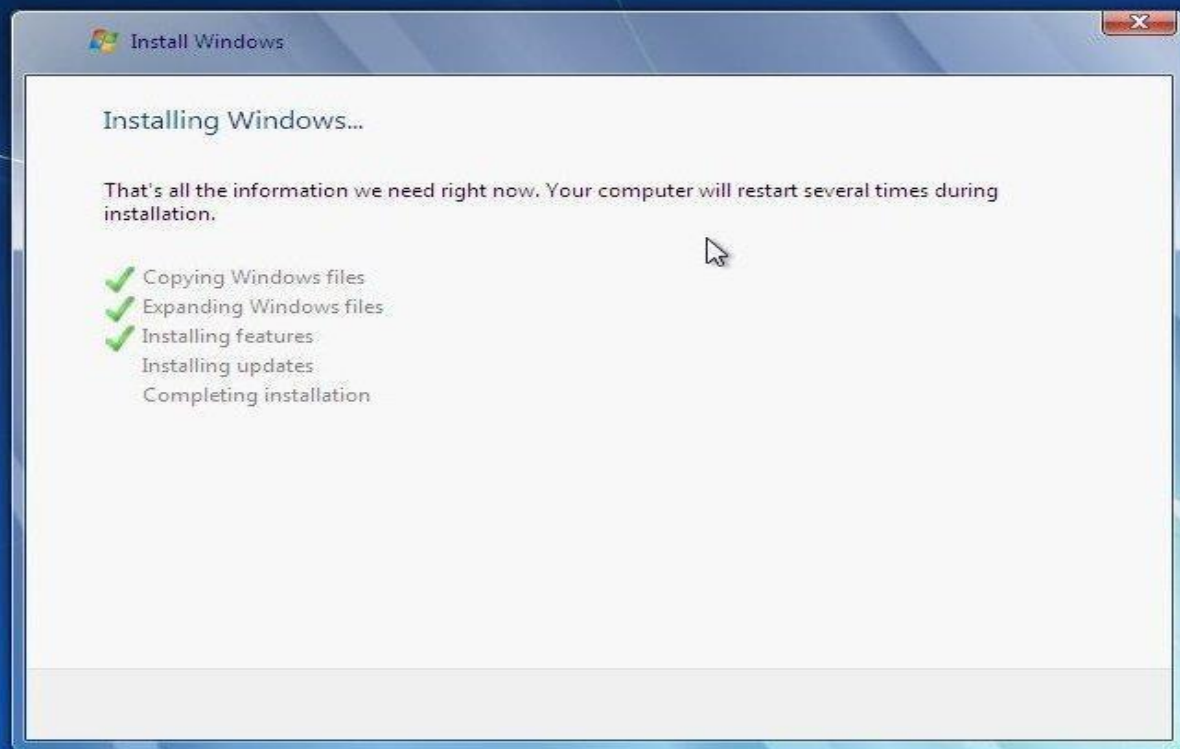 Install Windows
Installing Windows...
That's all the information we need right now. Your computer will restart several times during
installation.
Copying Windows files
Expanding Windows files
Installing features
Installing updates
Completing installation